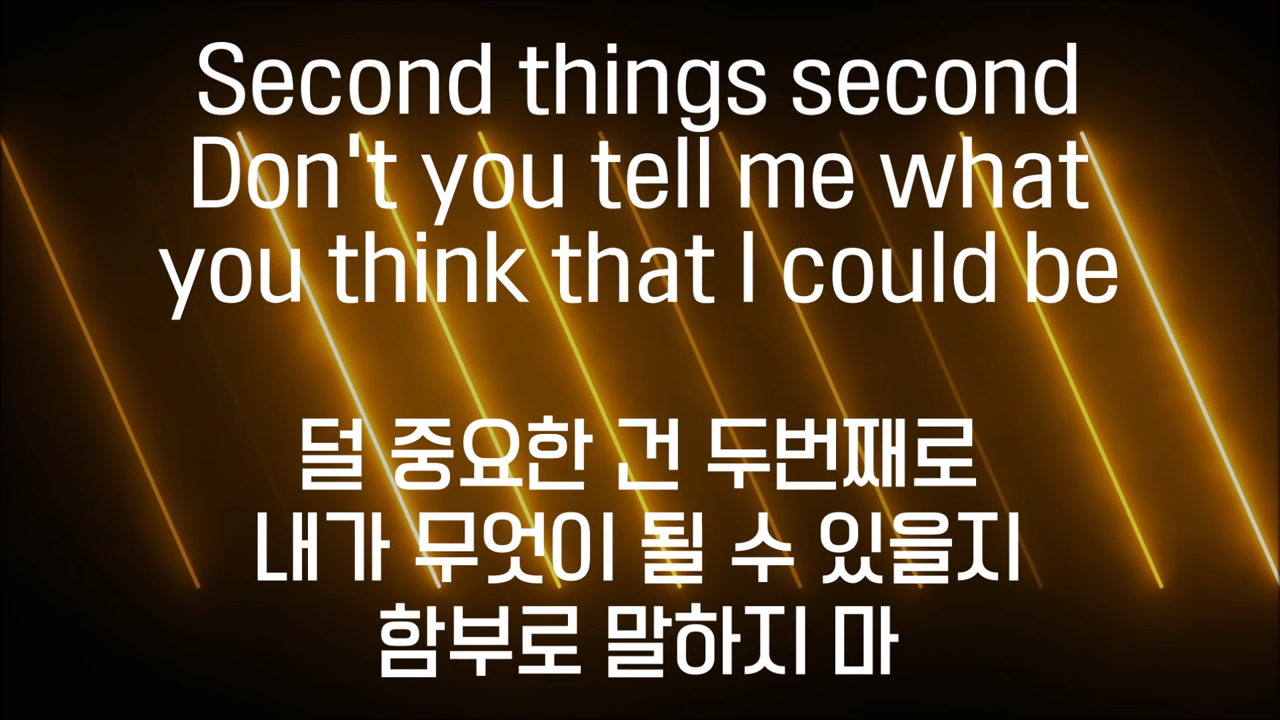 Second things second
Don't you tell me what
you think that I could be
덜 중요한 건 두번째로
내가 무엇이 될 수 있을지
함부로 말하지 마